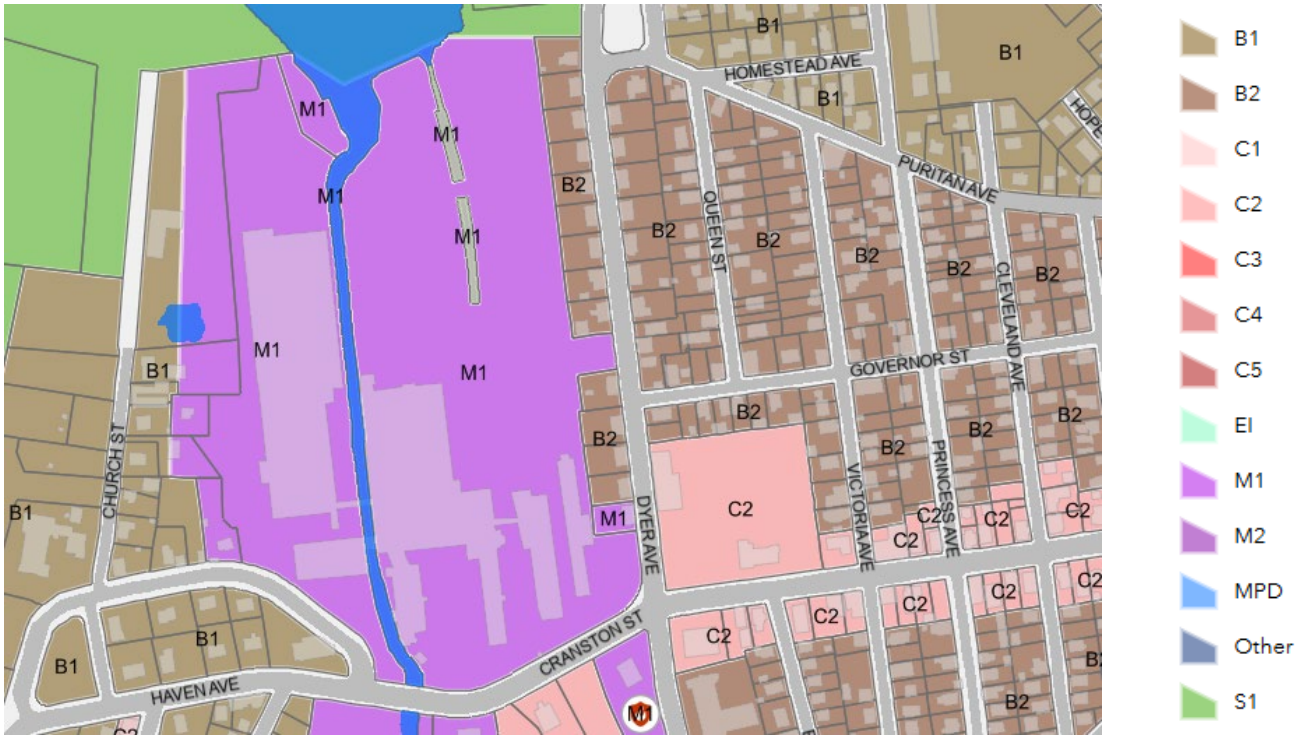 B1
B1
HOMESTEAD AVE
B1
HOPE
M1
M1
PURITAN AVE
M1
B2
QUEEN ST
B2
B2
B2
B2
B2
M1
CLEVELAND AVE
M1
B1
M1
GOVERNOR ST
B2
B2
B2
B2
B2
CHURCH ST
PRINCESS AVE
VICTORIA AVE
B1
M1
DYER AVE
C2
C2
C2
C2
C2
C2
C2
C2
C2
C2
B1
B1
CRANSTON ST
HAVEN AVE
B2
B2
M1
C2
B1
B2
C1
C2
C3
C4
C5
EI
M1
M2
MPD
Other
S1